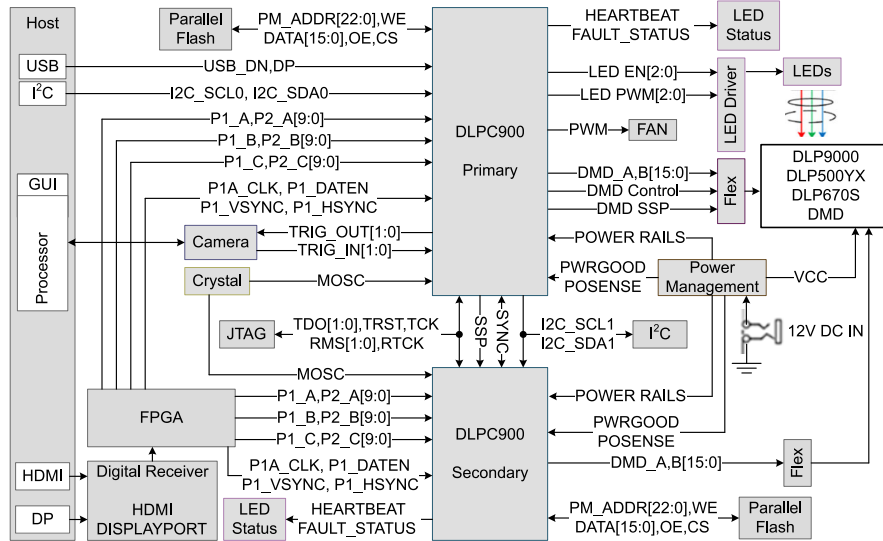 Host
USB
I²C
GUI
Processor
HDMI
DP
Parallel
Flash
PM_ADDR[22:0],WE
DATA[15:0],OE,CS
USB_DN,DP
I2C_SCL0, I2C_SDA0
P1_A,P2_A[9:0]
P1_B,P2_B[9:0]
P1_C,P2_C[9:0]
P1A_CLK, P1_DATEN
P1_VSYNC, P1_HSYNC
Camera
TRIG_OUT[1:0]
TRIG_IN[1:0]
Crystal
MOSC
DLPC900
Primary
HEARTBEAT
FAULT_STATUS
LED
Status
LED EN[2:0]
LED PWM[2:0]
LED Driver
LEDs
PWM
FAN
DMD_A,B[15:0]
DMD Control
DMD SSP
Flex
DLP9000
DLP500YX
DLP670S
DMD
POWER RAILS
PWRGOOD
POSENSE
Power
Management
VCC
12V DC IN
JTAG
TDO[1:0],TRST,TCK
RMS[1:0],RTCK
SSP
SYNC
I2C_SCL1
I2C_SDA1
I²C
MOSC
FPGA
P1_A,P2_A[9:0]
P1_B,P2_B[9:0]
P1_C,P2_C[9:0]
P1A_CLK, P1_DATEN
P1_VSYNC, P1_HSYNC
Digital Receiver
HDMI
DISPLAYPORT
LED
Status
HEARTBEAT
FAULT_STATUS
DLPC900
Secondary
POWER RAILS
PWRGOOD
POSENSE
DMD_A,B[15:0]
Flex
PM_ADDR[22:0],WE
DATA[15:0],OE,CS
Parallel
Flash